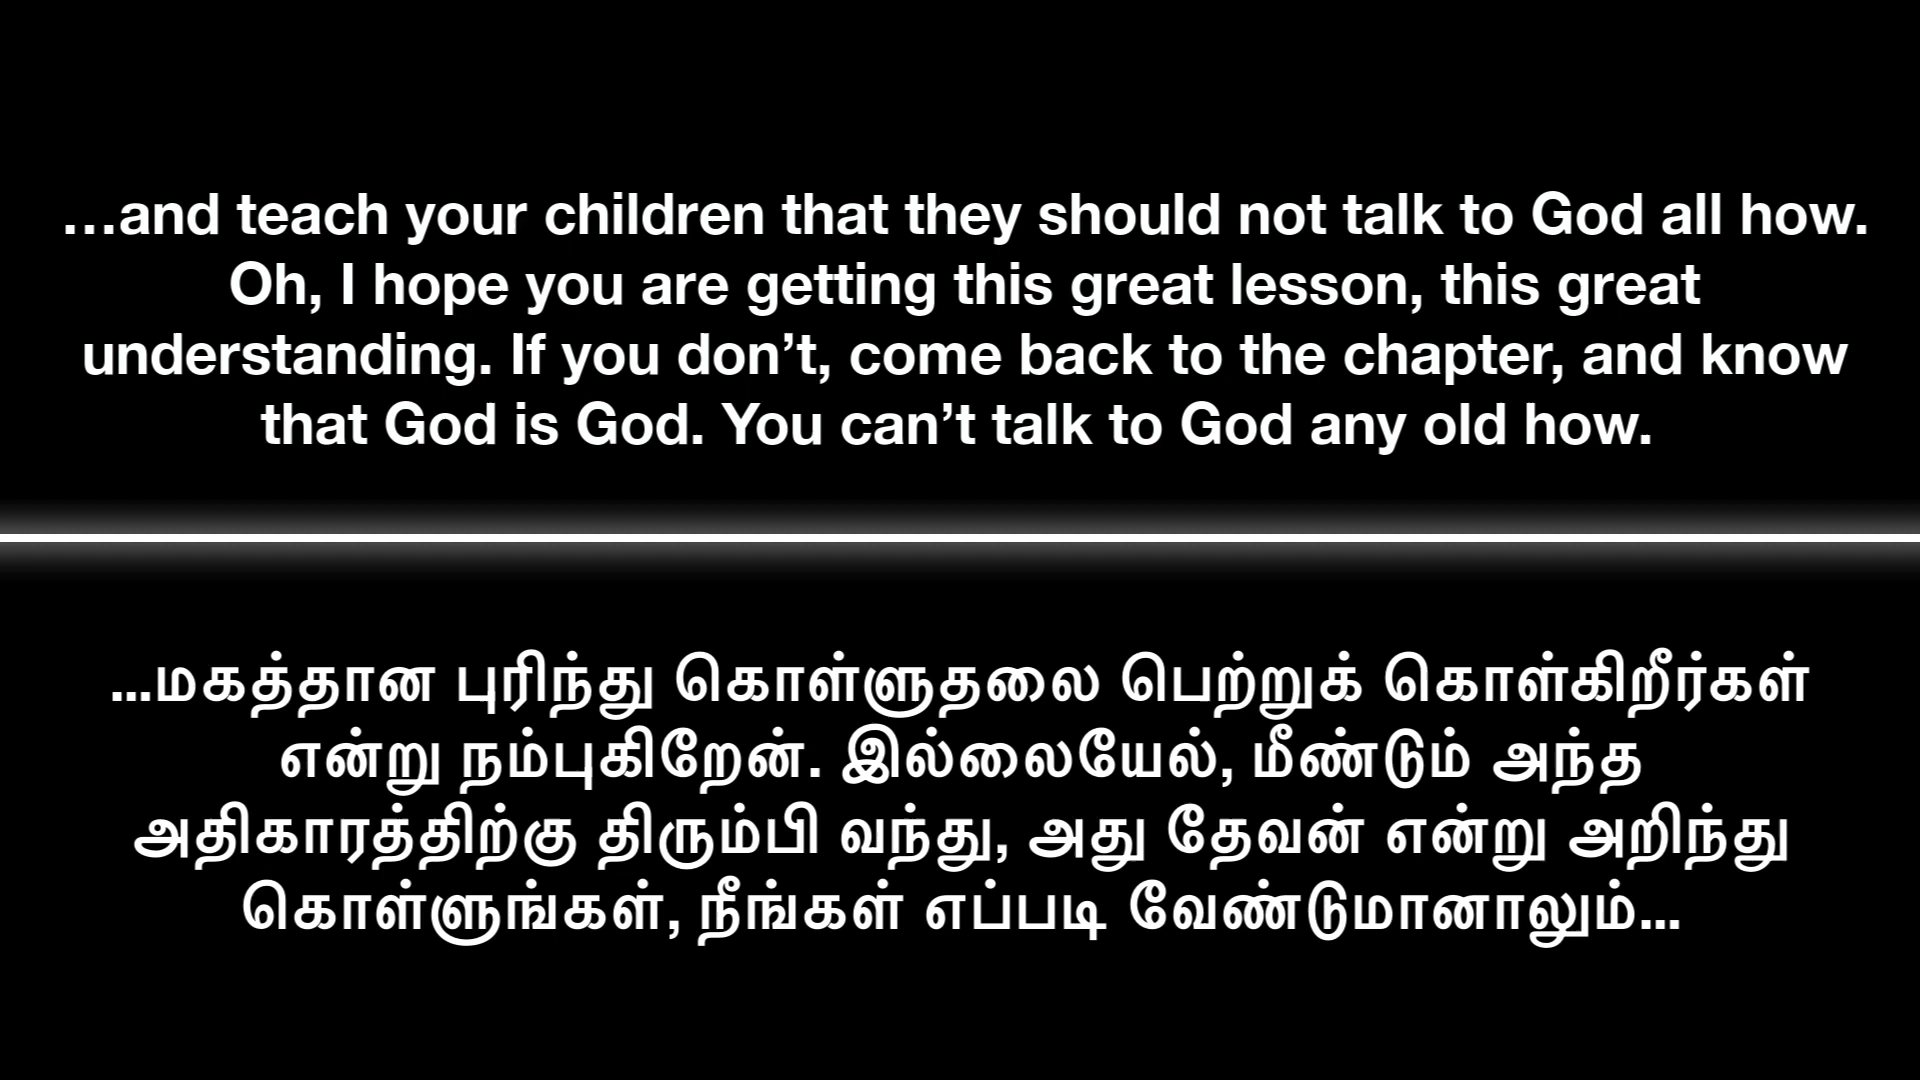 …and teach your children that they should not talk to God all how.
Oh, I hope you are getting this great lesson, this great
understanding. If you don’t, come back to the chapter, and know
that God is God. You can’t talk to God any old how.
...மகத்தான புரிந்து கொள்ளுதலை பெற்றுக் கொள்கிறீர்கள்
என்று நம்புகிறேன். இல்லையேல், மீண்டும் அந்த
அதிகாரத்திற்கு திரும்பி வந்து, அது தேவன் என்று அறிந்து
கொள்ளுங்கள், நீங்கள் எப்படி வேண்டுமானாலும்...